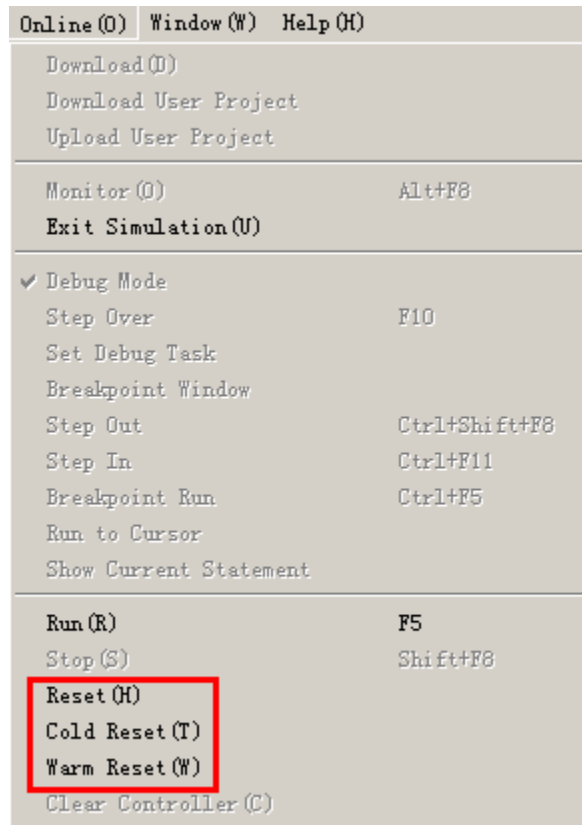 Online(O) Window(W) Help(H)
Download(D)
Download User Project
Upload User Project
Monitor(O) Alt+F8
Exit Simulation(U)
Debug Mode
Step Over F10
Set Debug Task
Breakpoint Window
Step Out Ctrl+Shift+F8
Step In Ctrl+F11
Breakpoint Run Ctrl+F5
Run to Cursor
Show Current Statement
Run(R) F5
Stop(S) Shift+F8
Reset(H)
Cold Reset(T)
Warm Reset(W)
Clear Controller(C)